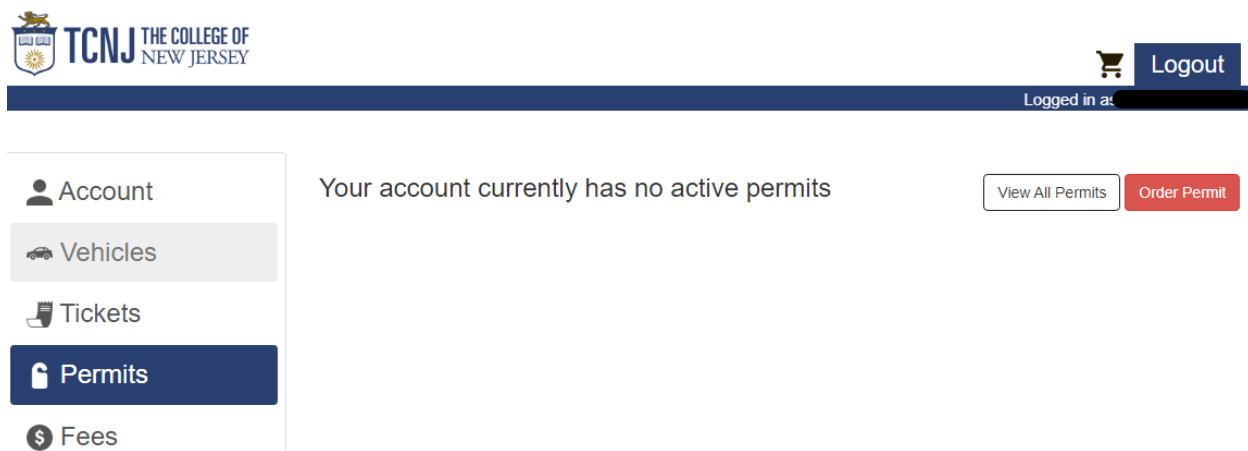 TCNJ THE COLLEGE OF
NEW JERSEY
Logout
Logged in as
Account
Your account currently has no active permits
View All Permits
Order Permit
Vehicles
Tickets
Permits
$ Fees